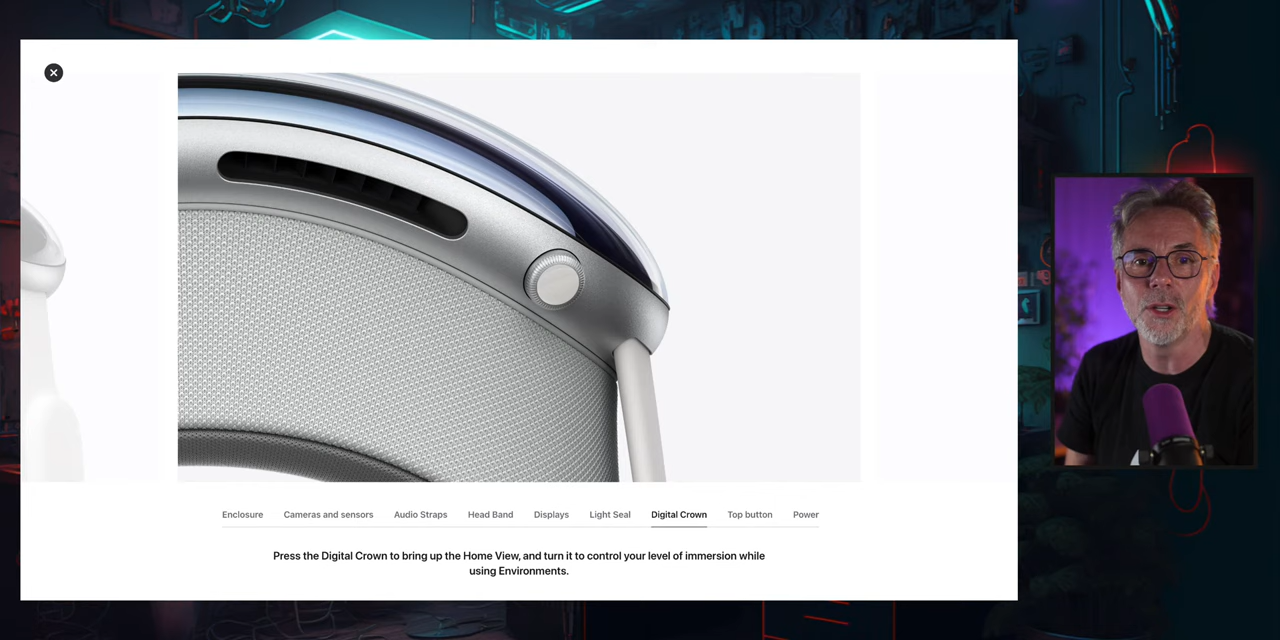 Enclosure Cameras and sensors Audio Straps Head Band Displays Light Seal Digital Crown Top button Power
Press the Digital Crown to bring up the Home View, and turn it to control your level of immersion while
using Environments.